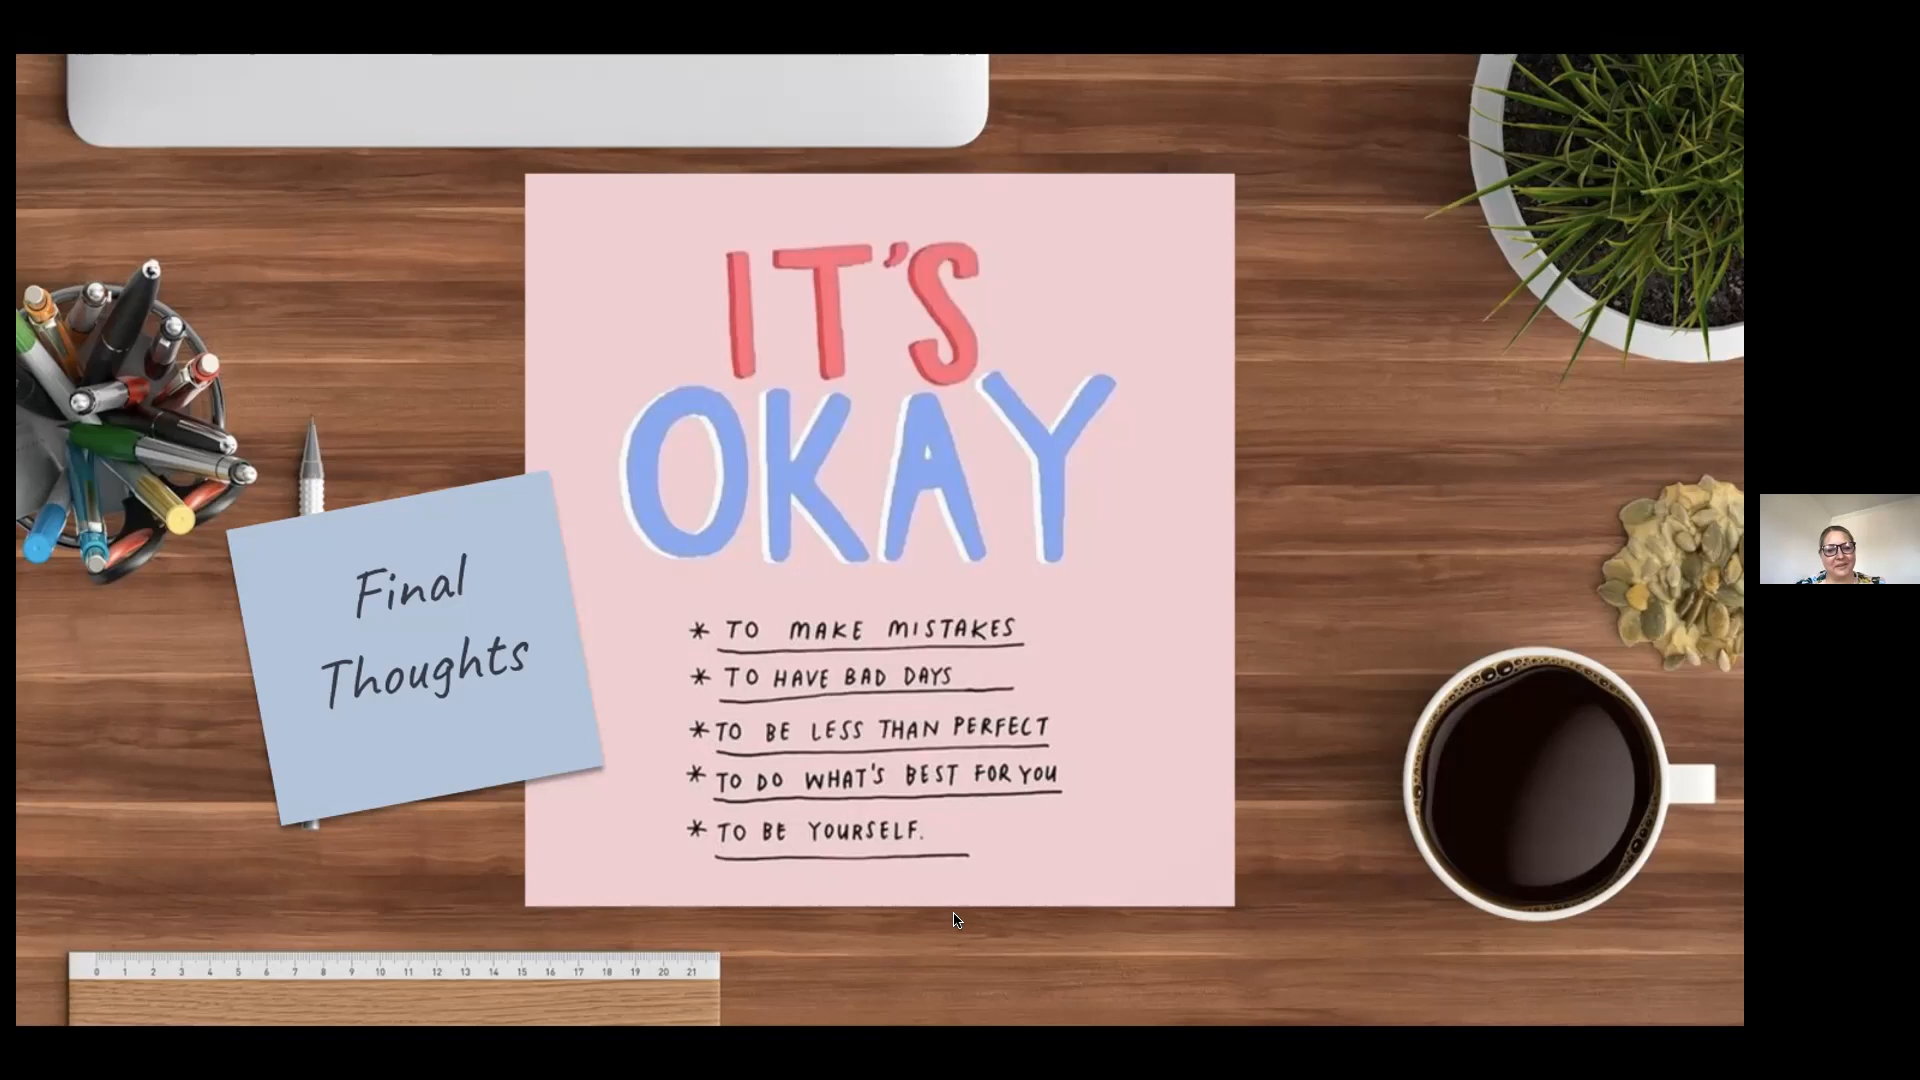 IT'S
OKAY
* TO MAKE MISTAKES
* TO HAVE BAD DAYS
* TO BE LESS THAN PERFECT
* TO DO WHAT'S BEST FOR YOU
* TO BE YOURSELF.
Final
Thoughts
0 1 2 3 4 5 6 7 8 9 10 11 12 13 14 15 16 17 18 19 20 21